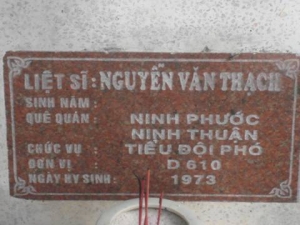 LIỆT SĨ: NGUYỄN VĂN THẠCH
SINH NĂM :
QUÊ QUÁN : NINH PHƯỚC
NINH THUẬN
CHỨC VỤ : TIỂU ĐỘI PHÓ
ĐƠN VỊ : D 610
NGÀY HY SINH : 1973